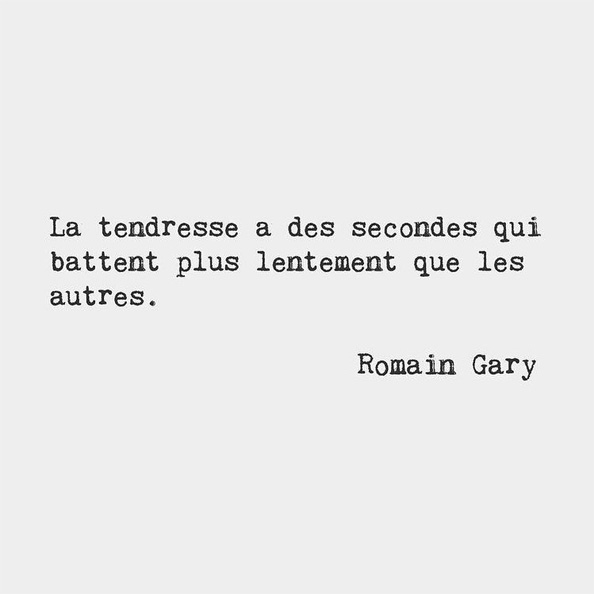 La tendresse a des secondes qui
battent plus lentement que les
autres.
Romain Gary